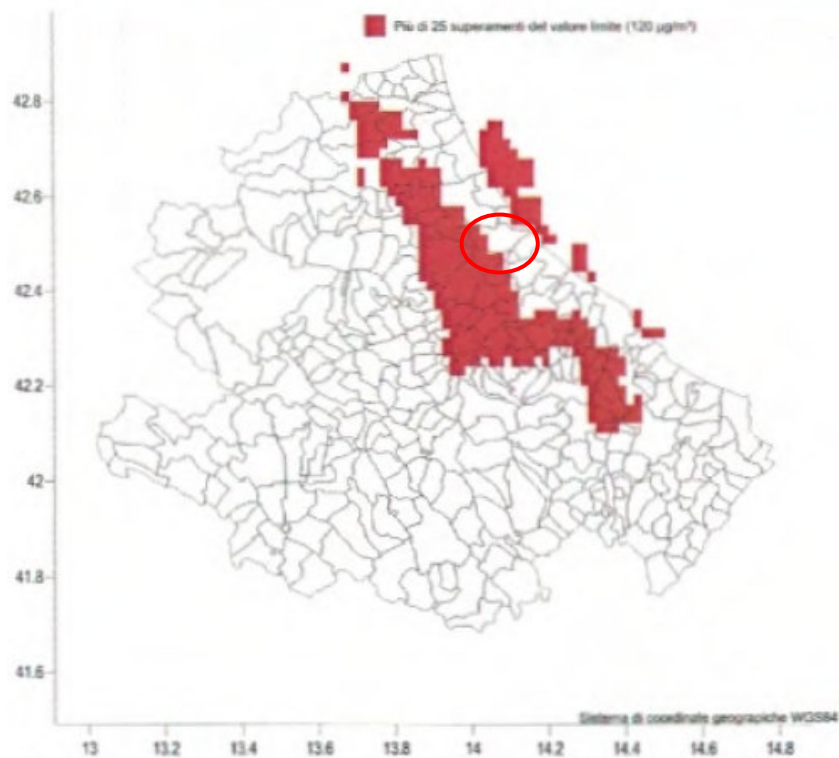 Più di 25 superamenti del valore limite (120 µg/m³)
42.8
42.6
42.4
42.2
42
41.8
41.6
Sistema di coordinate geograpiche WGS84
13 13.2 13.4 13.6 13.8 14 14.2 14.4 14.6 14.8